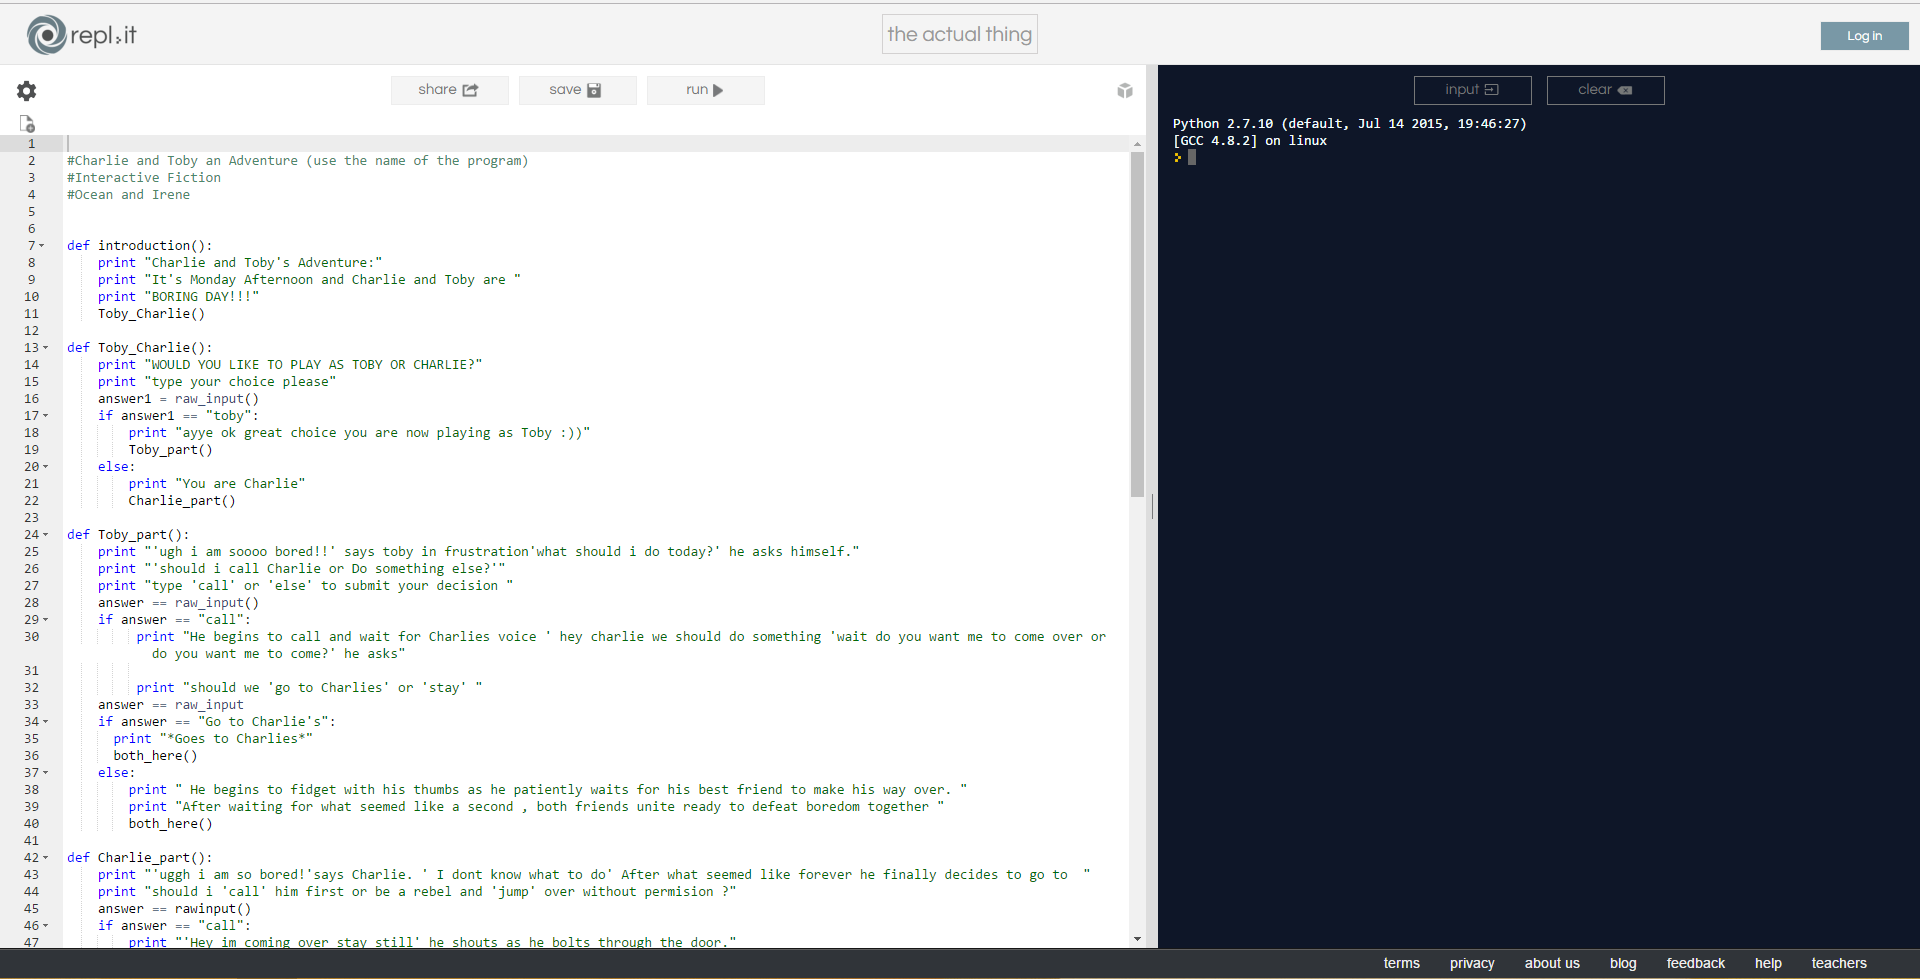 repl.it
the actual thing
Log in
share
save
run
input
clear
Python 2.7.10 (default, Jul 14 2015, 19:46:27)
[GCC 4.8.2] on linux
1
2 #Charlie and Toby an Adventure (use the name of the program)
3 #Interactive Fiction
4 #Ocean and Irene
5
6
7 def introduction():
8 print "Charlie and Toby's Adventure:"
9 print "It's Monday Afternoon and Charlie and Toby are "
10 print "BORING DAY!!!"
11 Toby_Charlie()
12
13 def Toby_Charlie():
14 print "WOULD YOU LIKE TO PLAY AS TOBY OR CHARLIE?"
15 print "type your choice please"
16 answer1 = raw_input()
17 if answer1 == "toby":
18 print "ayye ok great choice you are now playing as Toby :))"
19 Toby_part()
20 else:
21 print "You are Charlie"
22 Charlie_part()
23
24 def Toby_part():
25 print "'ugh i am soooo bored!!' says toby in frustration'what should i do today?' he asks himself."
26 print "'should i call Charlie or Do something else?'"
27 print "type 'call' or 'else' to submit your decision "
28 answer == raw_input()
29 if answer == "call":
30 print "He begins to call and wait for Charlies voice ' hey charlie we should do something 'wait do you want me to come over or
do you want me to come?' he asks"
31
32 print "should we 'go to Charlies' or 'stay' "
33 answer == raw_input
34 if answer == "Go to Charlie's":
35 print "*Goes to Charlies*"
36 both_here()
37 else:
38 print " He begins to fidget with his thumbs as he patiently waits for his best friend to make his way over. "
39 print "After waiting for what seemed like a second , both friends unite ready to defeat boredom together "
40 both_here()
41
42 def Charlie_part():
43 print "'uggh i am so bored!'says Charlie. ' I dont know what to do' After what seemed like forever he finally decides to go to  "
44 print "should i 'call' him first or be a rebel and 'jump' over without permision ?"
45 answer == rawinput()
46 if answer == "call":
47 print "'Hey im coming over stay still' he shouts as he bolts through the door."
terms privacy about us blog feedback help teachers